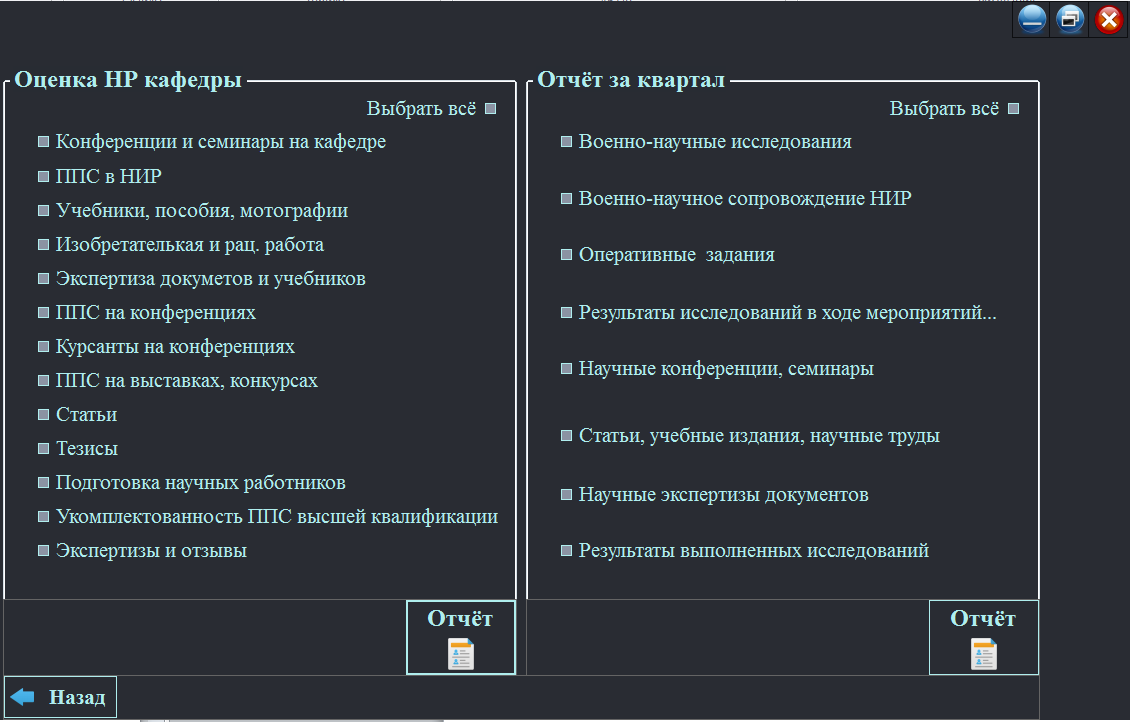 Оценка НР кафедры
Выбрать всё
Конференции и семинары на кафедре
ППС в НИР
Учебники, пособия, мотографии
Изобретателькая и рац. работа
Экспертиза докуметов и учебников
ППС на конференциях
Курсанты на конференциях
ППС на выставках, конкурсах
Статьи
Тезисы
Подготовка научных работников
Укомплектованность ППС высшей квалификации
Экспертизы и отзывы
Отчёт
Отчёт за квартал
Выбрать всё
Военно-научные исследования
Военно-научное сопровождение НИР
Оперативные  задания
Результаты исследований в ходе мероприятий...
Научные конференции, семинары
Статьи, учебные издания, научные труды
Научные экспертизы документов
Результаты выполненных исследований
Отчёт
Назад